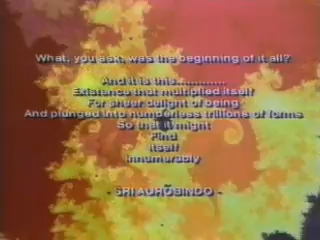 What, you ask, was the beginning of it all?
And it is this............
Existence that multiplied itself
For sheer delight of being
And plunged into numberless trillions of forms
So that it might
Find
Itself
Innumerably
- SRI AUROBINDO -